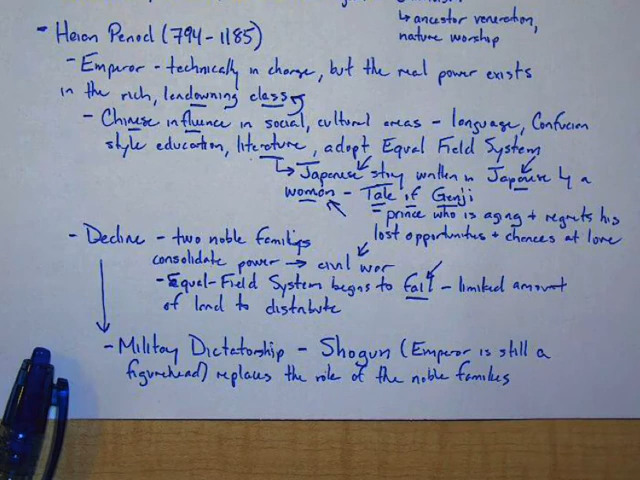 ↳ ancestor veneration,
nature worship
- Heian Period (794-1185)
- Emperor - technically in charge, but the real power exists
in the rich, landowning class
- Chinese influence in social, cultural areas - language, Confucian
style education, literature, adopt Equal Field System
↳ Japanese story written in Japanese by a
woman - Tale of Genji
= prince who is aging + regrets his
lost opportunities + chances at love
- Decline - two noble families
consolidate power → civil war
- Equal-Field System begins to fail - limited amount
of land to distribute
- Military Dictatorship - Shogun (Emperor is still a
figurehead) replaces the role of the noble families